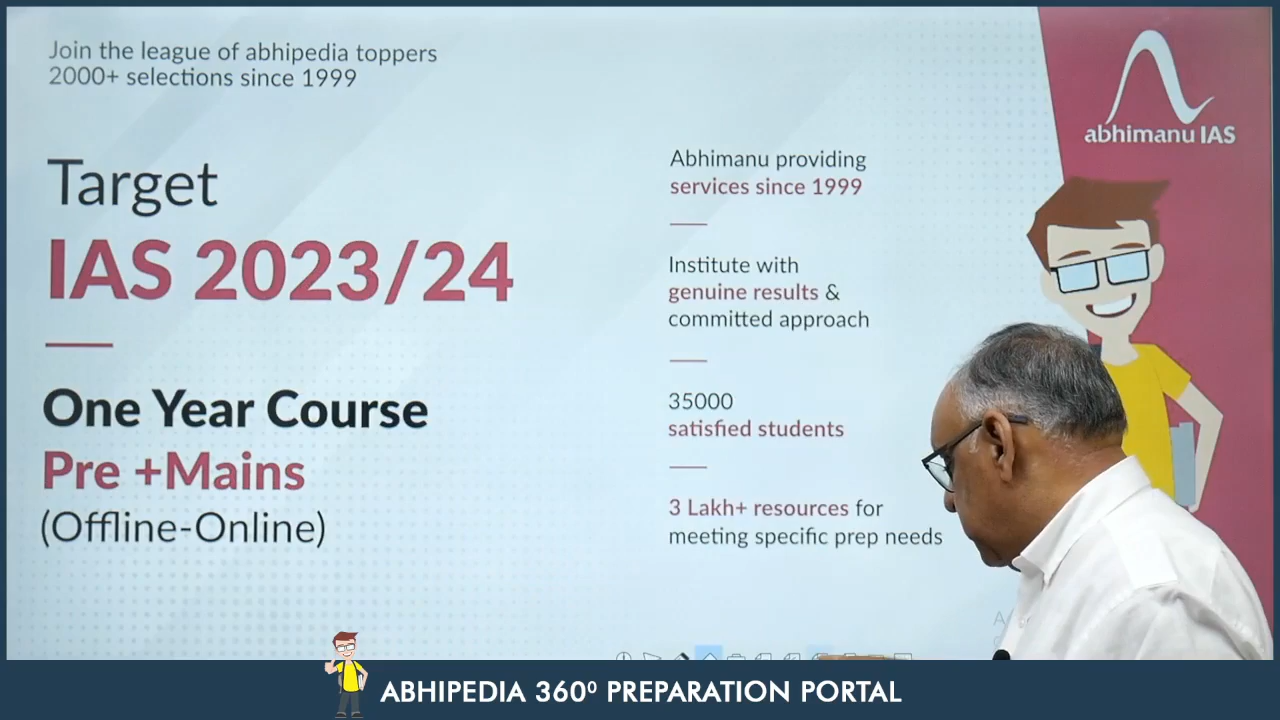 Join the league of abhipedia toppers
2000+ selections since 1999
Target
IAS 2023/24
One Year Course
Pre +Mains
(Offline-Online)
Abhimanu providing
services since 1999
Institute with
genuine results &
committed approach
35000
satisfied students
3 Lakh+ resources for
meeting specific prep needs
abhimanu IAS
ABHIPEDIA 360⁰ PREPARATION PORTAL